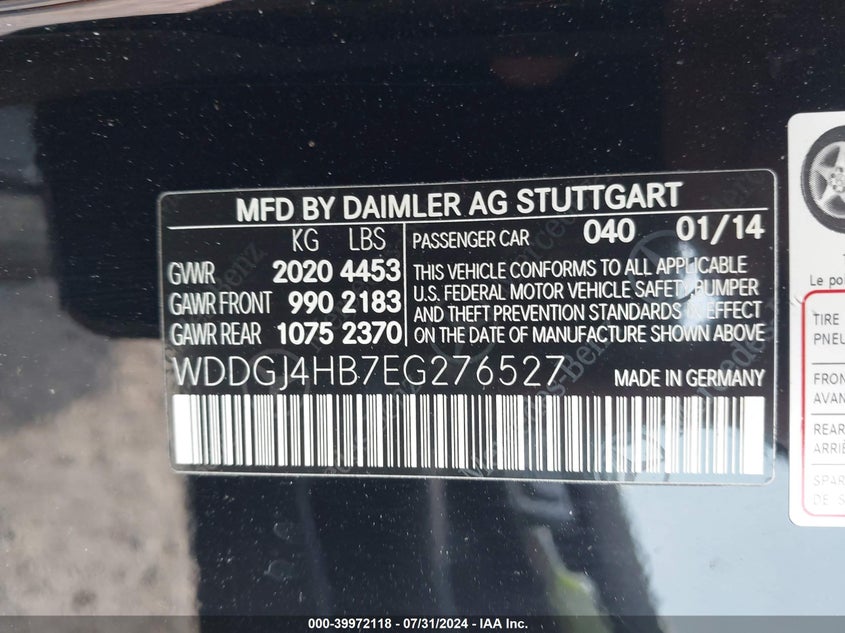 MFD BY DAIMLER AG STUTTGART
KG LBS
GVWR 2020 4453
GAWR FRONT 990 2183
GAWR REAR 1075 2370
PASSENGER CAR 040 01/14
THIS VEHICLE CONFORMS TO ALL APPLICABLE
U.S. FEDERAL MOTOR VEHICLE SAFETY, BUMPER
AND THEFT PREVENTION STANDARDS IN EFFECT
ON THE DATE OF MANUFACTURE SHOWN ABOVE
WDDGJ4HB7EG276527 MADE IN GERMANY
Le
TIRE
FRON
AVAN
REAR
SPAR
000-39972118 - 07/31/2024 - IAA Inc.